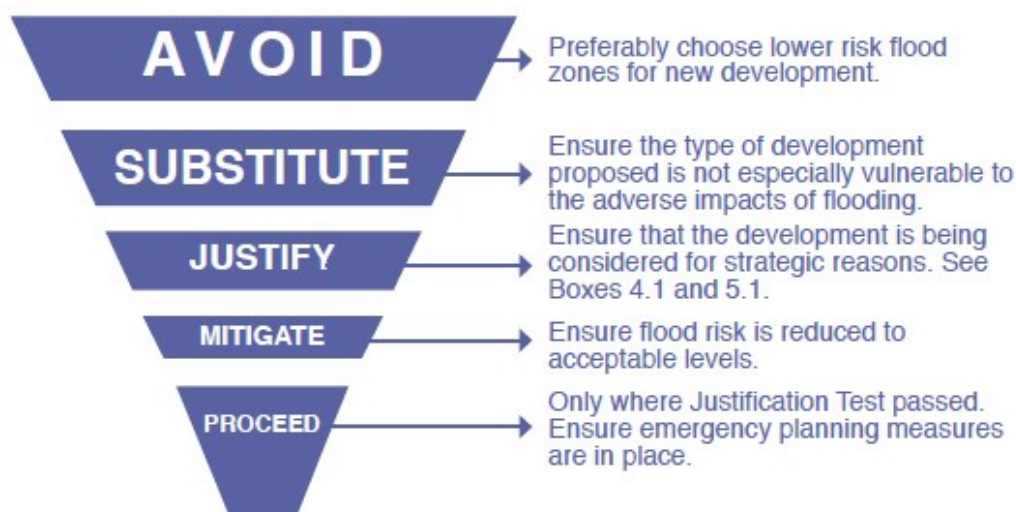 AVOID
Preferably choose lower risk flood
zones for new development.
SUBSTITUTE
Ensure the type of development
proposed is not especially vulnerable to
the adverse impacts of flooding.
JUSTIFY
Ensure that the development is being
considered for strategic reasons. See
Boxes 4.1 and 5.1.
MITIGATE
Ensure flood risk is reduced to
acceptable levels.
PROCEED
Only where Justification Test passed.
Ensure emergency planning measures
are in place.